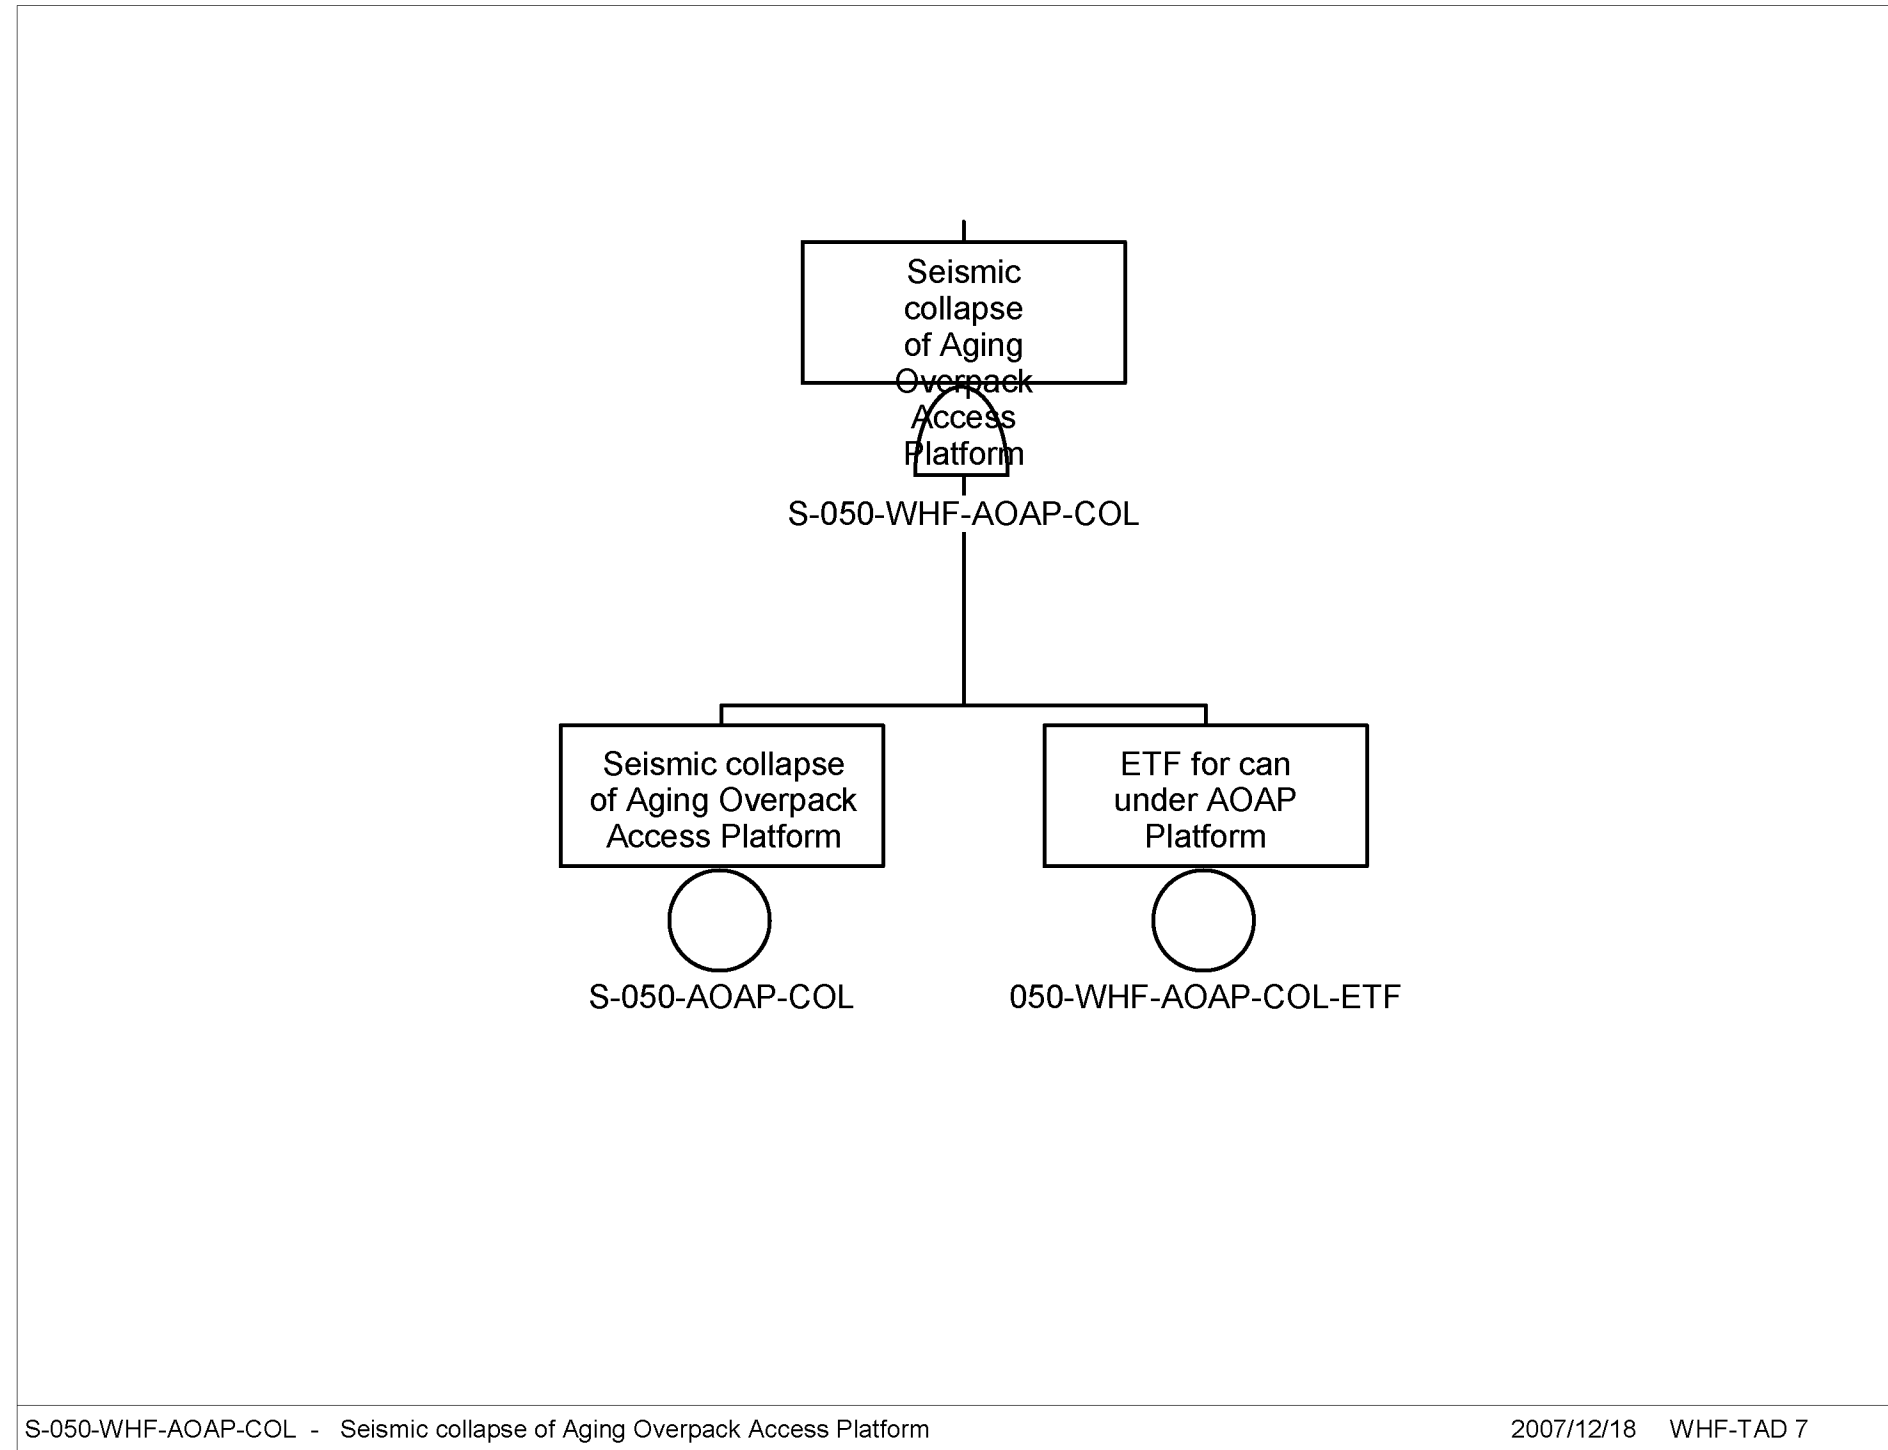 Seismic
collapse
of Aging
Overpack
Access
Platform
S-050-WHF-AOAP-COL
Seismic collapse
of Aging Overpack
Access Platform
S-050-AOAP-COL
ETF for can
under AOAP
Platform
050-WHF-AOAP-COL-ETF
S-050-WHF-AOAP-COL - Seismic collapse of Aging Overpack Access Platform
2007/12/18 WHF-TAD 7